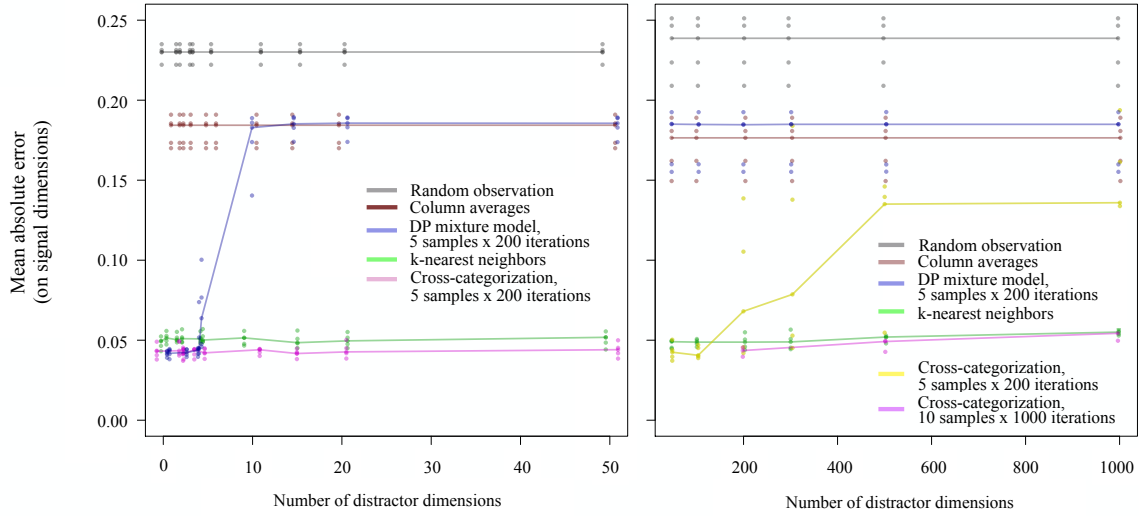 Mean absolute error
(on signal dimensions)
0.25
0.20
0.15
0.10
0.05
0.00
Random observation
Column averages
DP mixture model,
5 samples x 200 iterations
k-nearest neighbors
Cross-categorization,
5 samples x 200 iterations
0 10 20 30 40 50
Number of distractor dimensions
Random observation
Column averages
DP mixture model,
5 samples x 200 iterations
k-nearest neighbors
Cross-categorization,
5 samples x 200 iterations
Cross-categorization,
10 samples x 1000 iterations
200 400 600 800 1000
Number of distractor dimensions